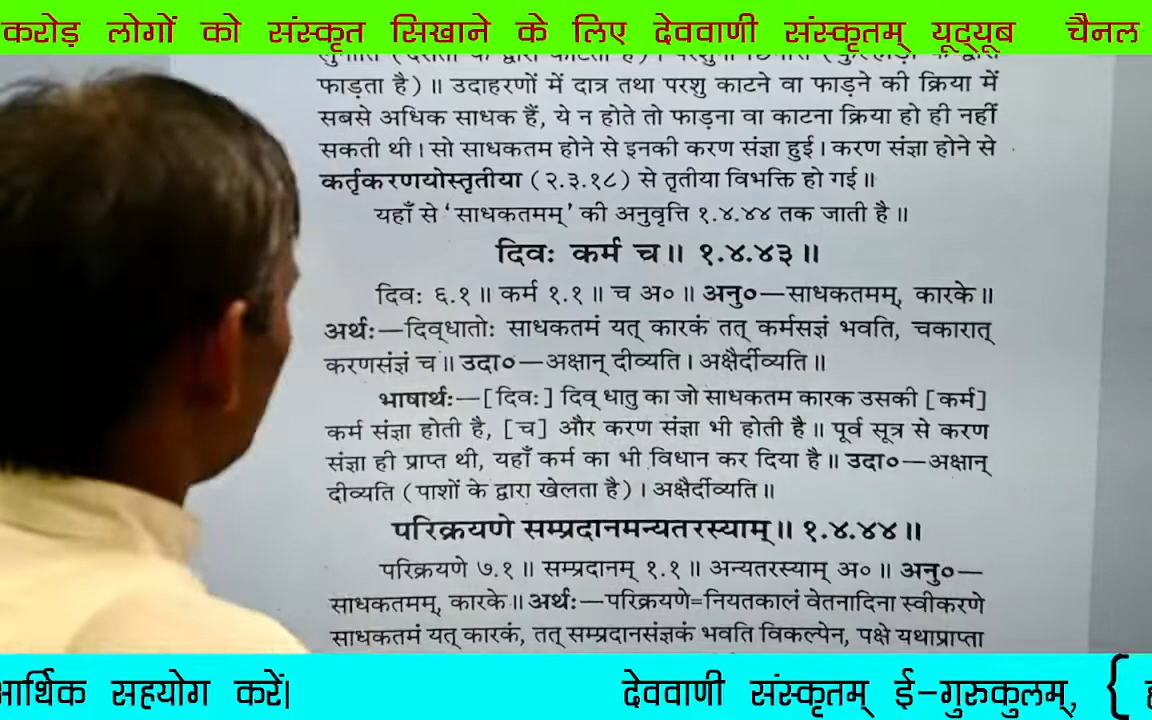 करोड़ लोगों को संस्कृत सिखाने के लिए देववाणी संस्कृतम् यूट्यूब चैनल
फाड़ता है)॥ उदाहरणों में दात्र तथा परशु काटने वा फाड़ने की क्रिया में
सबसे अधिक साधक हैं, ये न होते तो फाड़ना वा काटना क्रिया हो ही नहीं
सकती थी। सो साधकतम होने से इनकी करण संज्ञा हुई। करण संज्ञा होने से
कर्तृकरणयोस्तृतीया (२.३.१८) से तृतीया विभक्ति हो गई॥
यहाँ से 'साधकतमम्' की अनुवृत्ति १.४.४४ तक जाती है॥
दिवः कर्म च॥ १.४.४३॥
दिवः ६.१॥ कर्म १.१॥ च अ०॥ अनु०—साधकतमम्, कारके॥
अर्थः—दिव्धातोः साधकतमं यत् कारकं तत् कर्मसज्ञं भवति, चकारात्
करणसंज्ञं च॥ उदा०—अक्षान् दीव्यति। अक्षैर्दीव्यति॥
भाषार्थः—[दिवः] दिव् धातु का जो साधकतम कारक उसकी [कर्म]
कर्म संज्ञा होती है, [च] और करण संज्ञा भी होती है॥ पूर्व सूत्र से करण
संज्ञा ही प्राप्त थी, यहाँ कर्म का भी विधान कर दिया है॥ उदा०—अक्षान्
दीव्यति (पाशों के द्वारा खेलता है)। अक्षैर्दीव्यति॥
परिक्रयणे सम्प्रदानमन्यतरस्याम्॥ १.४.४४॥
परिक्रयणे ७.१॥ सम्प्रदानम् १.१॥ अन्यतरस्याम् अ०॥ अनु०—
साधकतमम्, कारके॥ अर्थः—परिक्रयणे=नियतकालं वेतनादिना स्वीकरणे
साधकतमं यत् कारकं, तत् सम्प्रदानसंज्ञकं भवति विकल्पेन, पक्षे यथाप्राप्ता
आर्थिक सहयोग करें। देववाणी संस्कृतम् ई-गुरुकुलम्, {